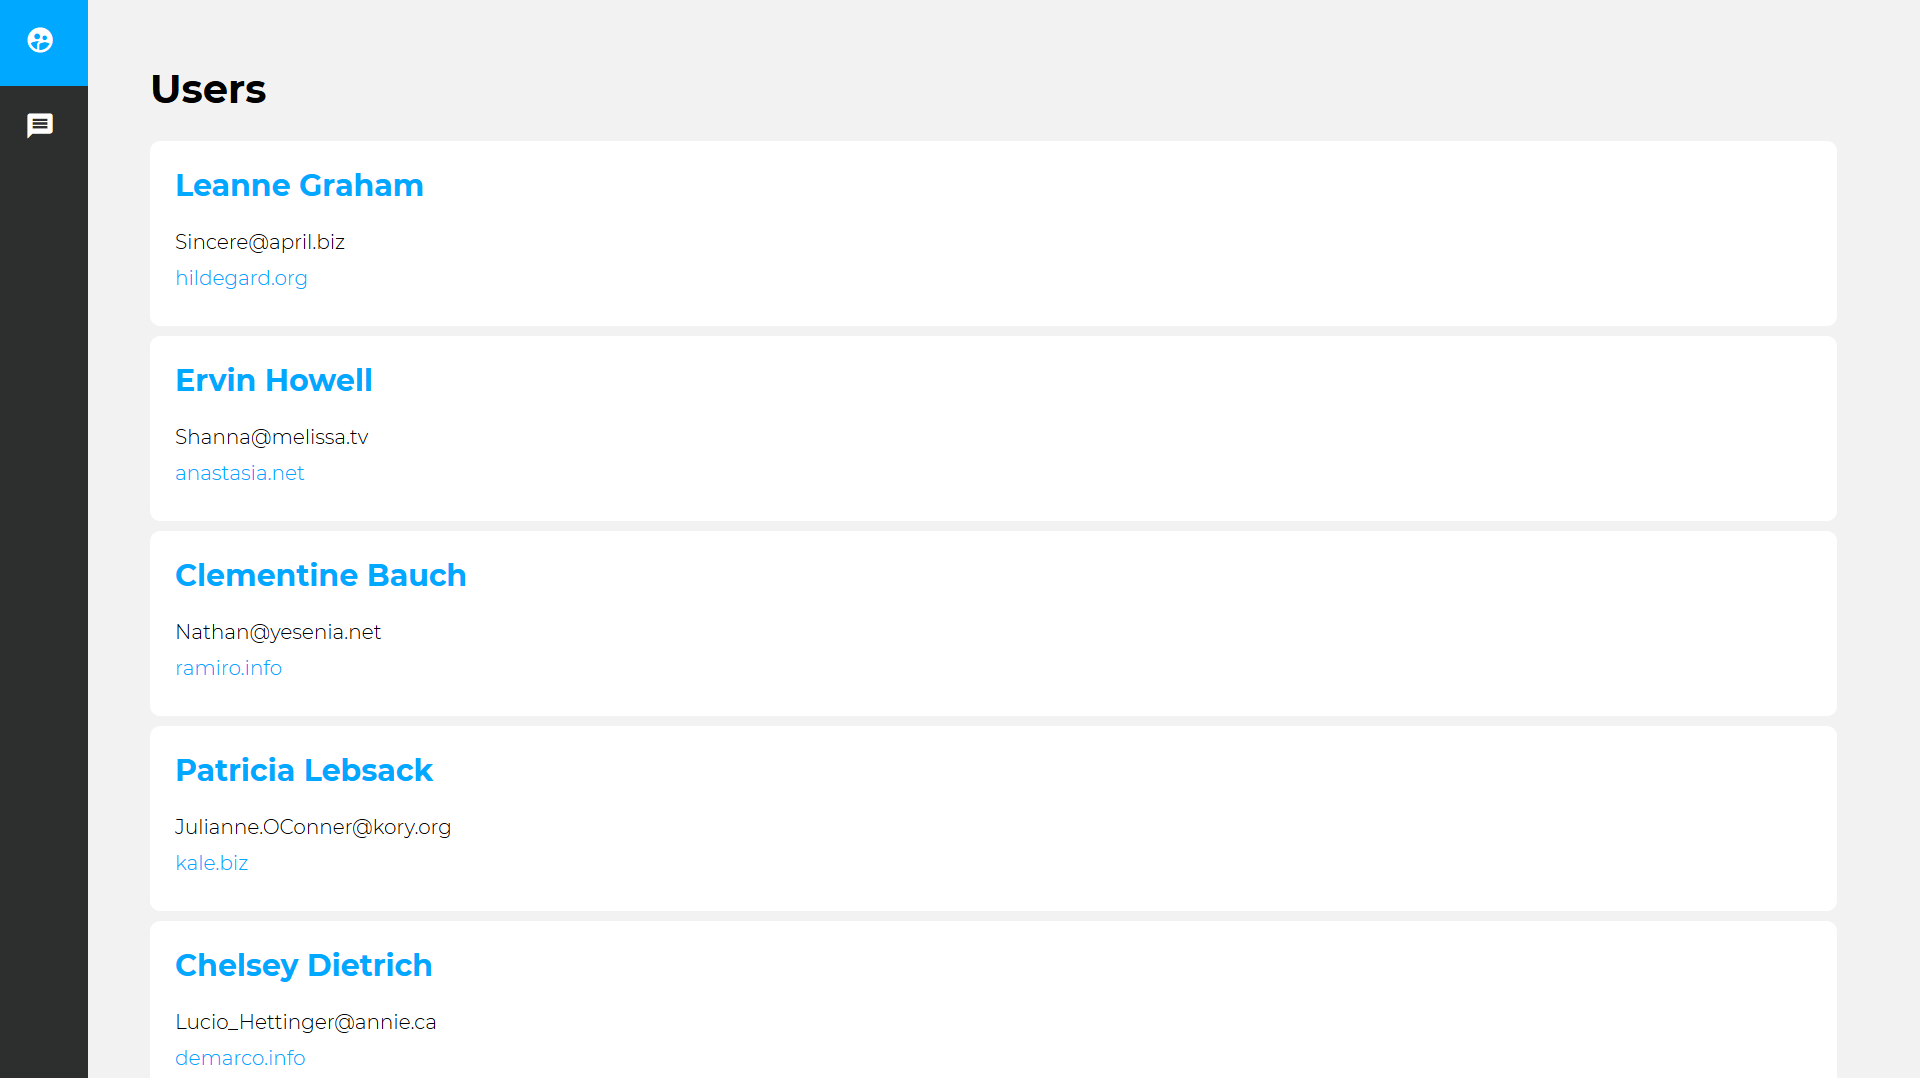 Users
Leanne Graham
Sincere@april.biz
hildegard.org
Ervin Howell
Shanna@melissa.tv
anastasia.net
Clementine Bauch
Nathan@yesenia.net
ramiro.info
Patricia Lebsack
Julianne.OConner@kory.org
kale.biz
Chelsey Dietrich
Lucio_Hettinger@annie.ca
demarco.info